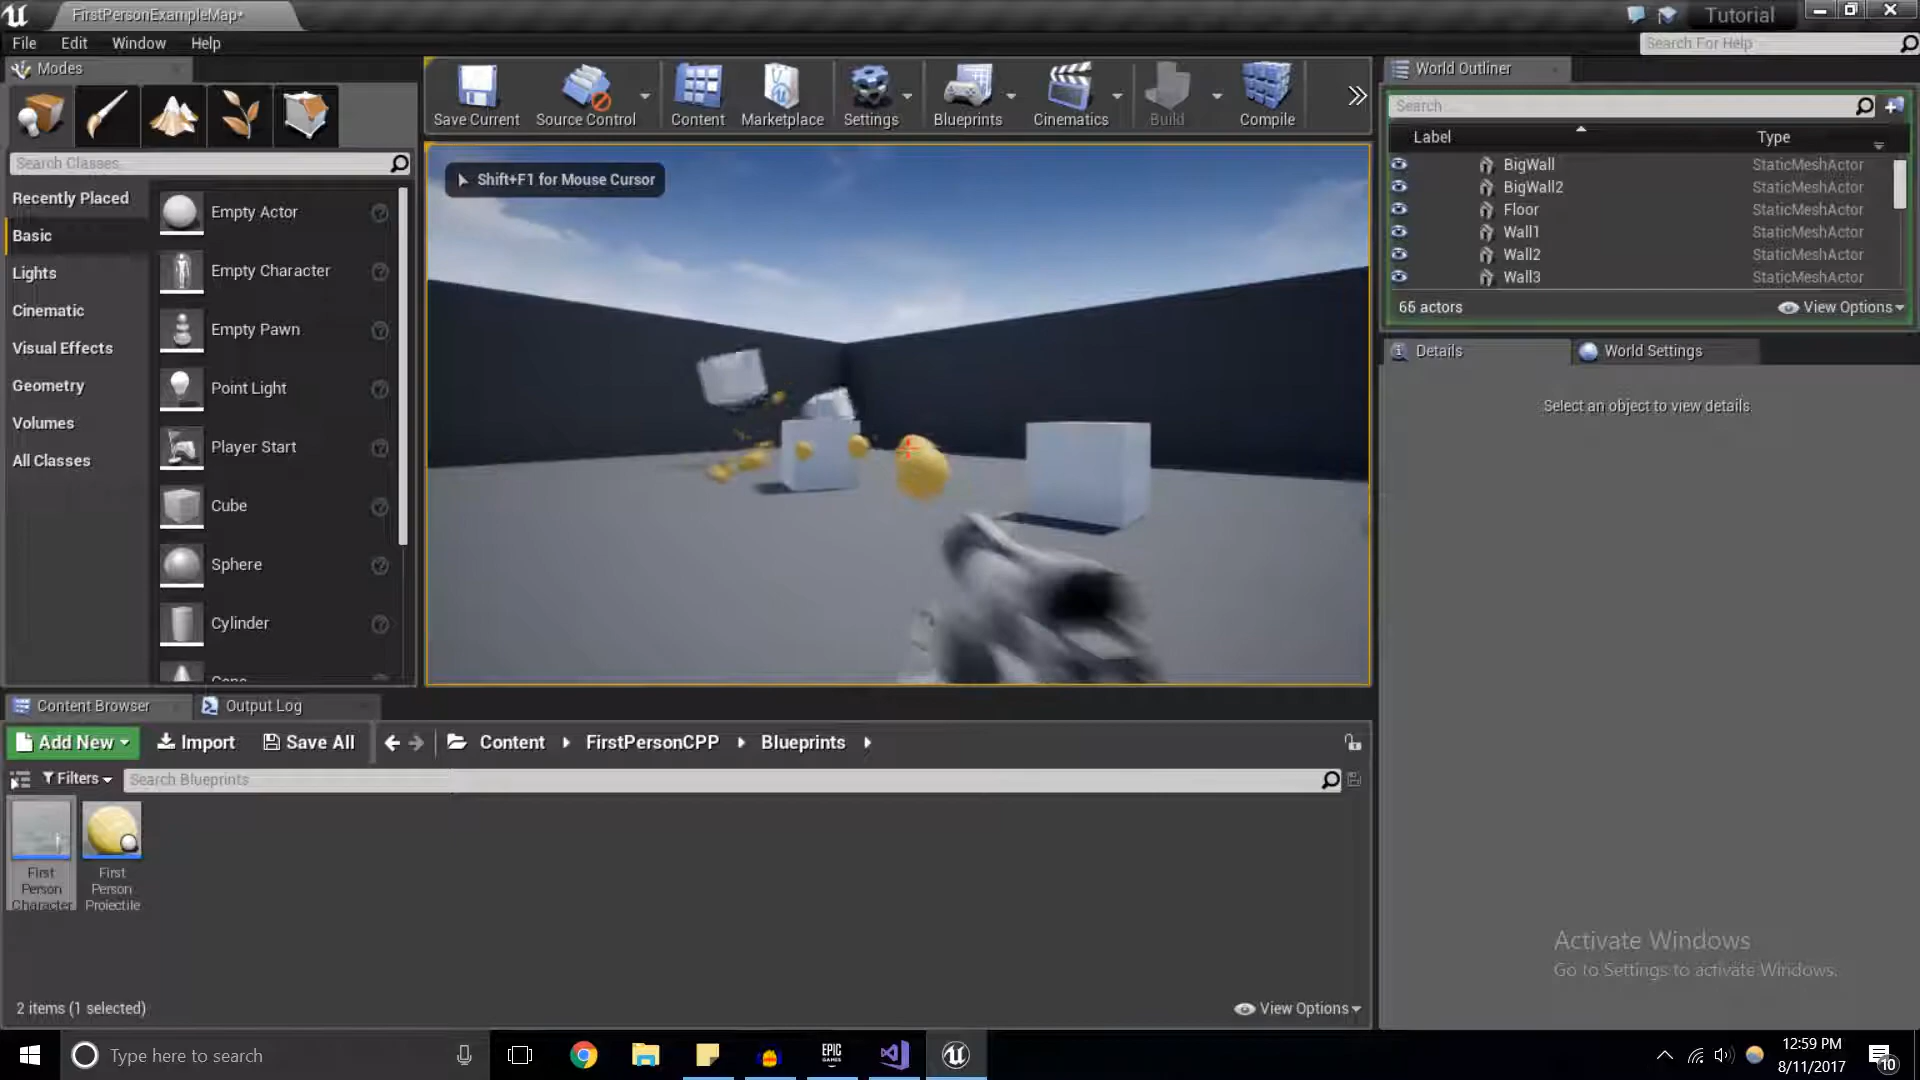 FirstPersonExampleMap*
Tutorial
File Edit Window Help
Search For Help
Modes
Search Classes
Recently Placed
Basic
Lights
Cinematic
Visual Effects
Geometry
Volumes
All Classes
Empty Actor
Empty Character
Empty Pawn
Point Light
Player Start
Cube
Sphere
Cylinder
Cone
Save Current Source Control Content Marketplace Settings Blueprints Cinematics Build Compile
Shift+F1 for Mouse Cursor
World Outliner
Search
Label Type
BigWall StaticMeshActor
BigWall2 StaticMeshActor
Floor StaticMeshActor
Wall1 StaticMeshActor
Wall2 StaticMeshActor
Wall3 StaticMeshActor
66 actors View Options
Details World Settings
Select an object to view details.
Content Browser Output Log
Add New Import Save All Content FirstPersonCPP Blueprints
Filters Search Blueprints
First
Person
Character
First
Person
Projectile
2 items (1 selected) View Options
Activate Windows
Go to Settings to activate Windows.
Type here to search
EPIC
GAMES
12:59 PM
8/11/2017
10